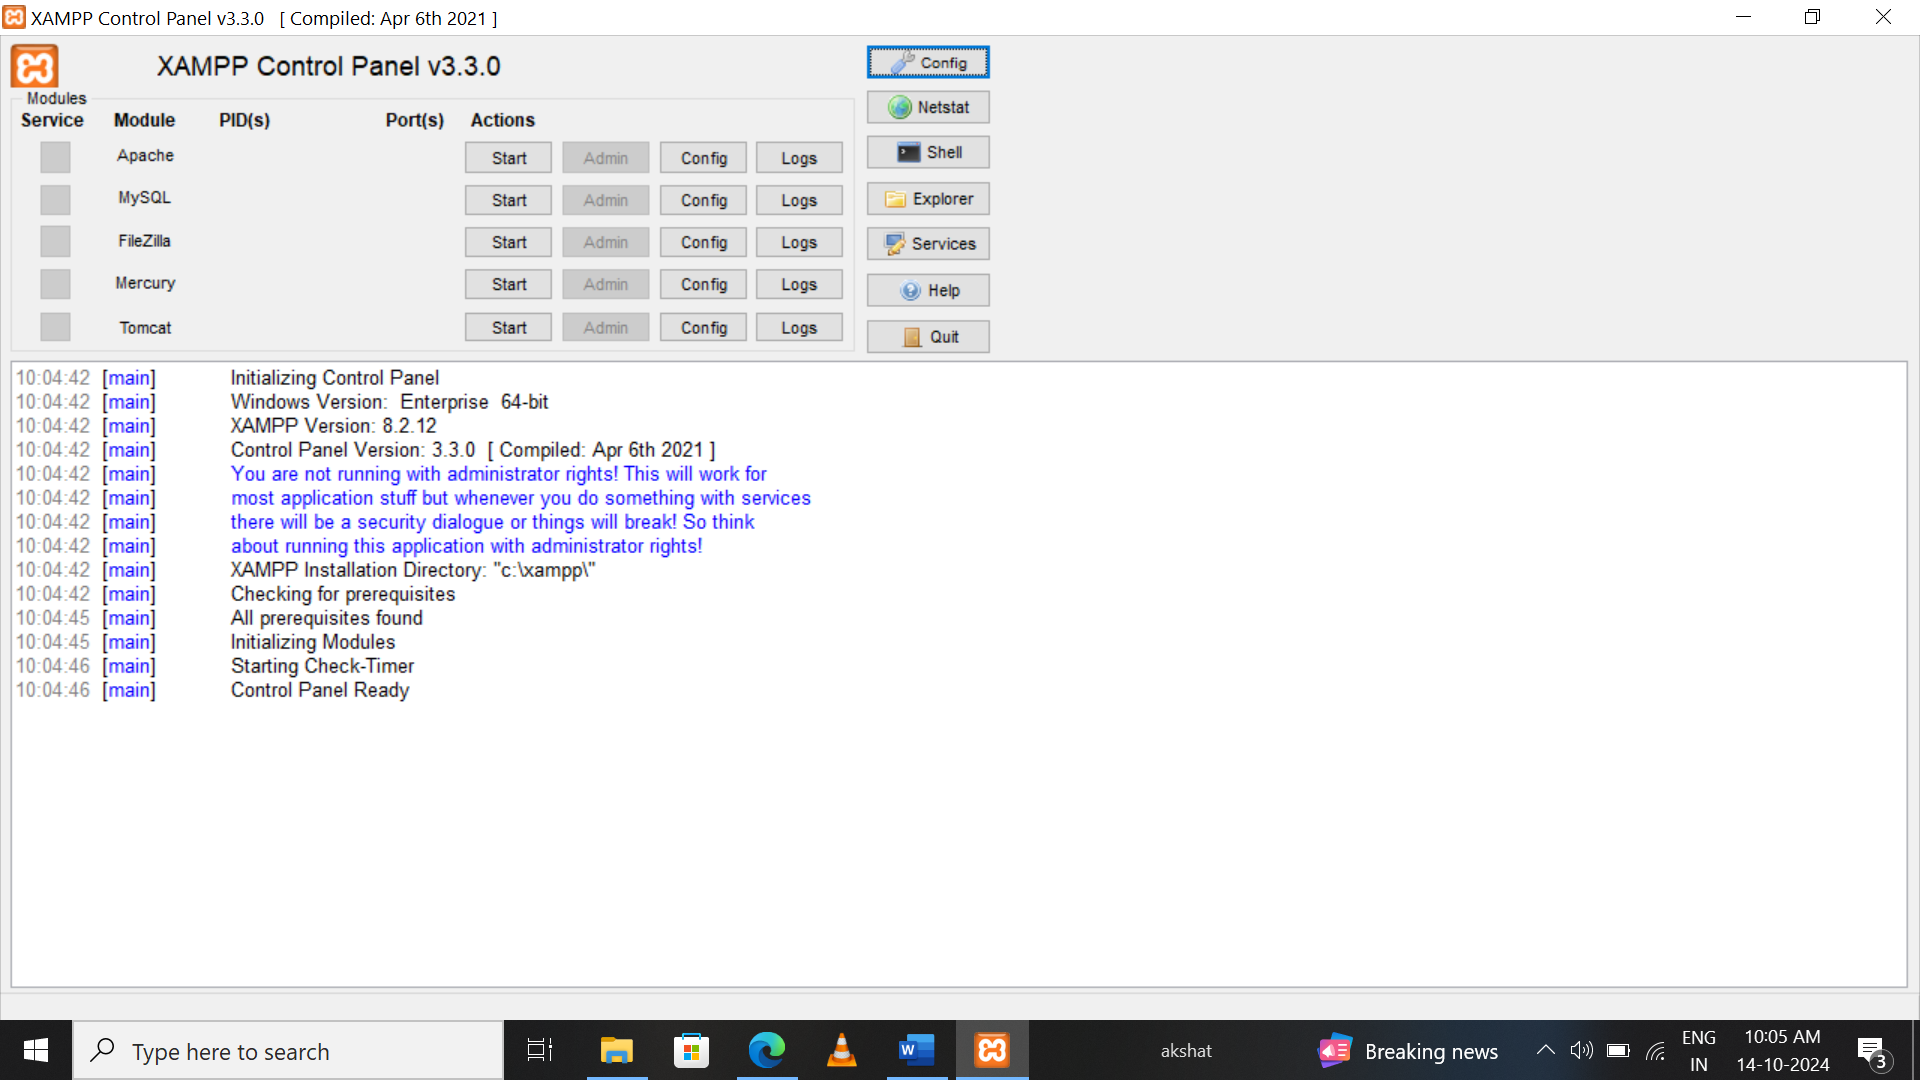 XAMPP Control Panel v3.3.0   [ Compiled: Apr 6th 2021 ]
XAMPP Control Panel v3.3.0
Modules
Service Module PID(s) Port(s) Actions
Apache Start Admin Config Logs
MySQL Start Admin Config Logs
FileZilla Start Admin Config Logs
Mercury Start Admin Config Logs
Tomcat Start Admin Config Logs
Config
Netstat
Shell
Explorer
Services
Help
Quit
10:04:42 [main] Initializing Control Panel
10:04:42 [main] Windows Version:  Enterprise  64-bit
10:04:42 [main] XAMPP Version: 8.2.12
10:04:42 [main] Control Panel Version: 3.3.0  [ Compiled: Apr 6th 2021 ]
10:04:42 [main] You are not running with administrator rights! This will work for
10:04:42 [main] most application stuff but whenever you do something with services
10:04:42 [main] there will be a security dialogue or things will break! So think
10:04:42 [main] about running this application with administrator rights!
10:04:42 [main] XAMPP Installation Directory: "c:\xampp\"
10:04:42 [main] Checking for prerequisites
10:04:45 [main] All prerequisites found
10:04:45 [main] Initializing Modules
10:04:46 [main] Starting Check-Timer
10:04:46 [main] Control Panel Ready
Type here to search
W
akshat
Breaking news
ENG
IN
10:05 AM
14-10-2024
3